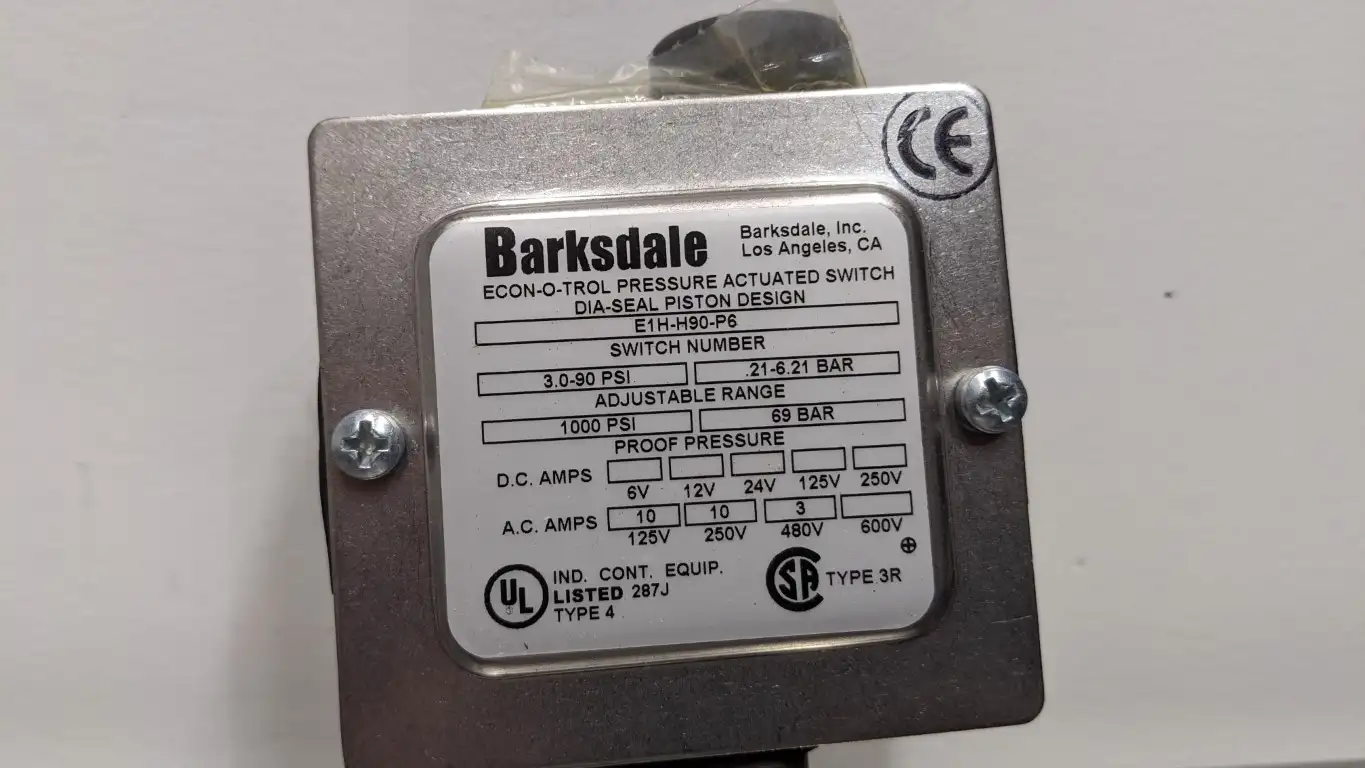 CE
Barksdale
Barksdale, Inc.
Los Angeles, CA
ECON-O-TROL PRESSURE ACTUATED SWITCH
DIA-SEAL PISTON DESIGN
E1H-H90-P6
SWITCH NUMBER
3.0-90 PSI .21-6.21 BAR
ADJUSTABLE RANGE
1000 PSI 69 BAR
PROOF PRESSURE
D.C. AMPS
6V 12V 24V 125V 250V
A.C. AMPS 10 10 3
125V 250V 480V 600V
UL
IND. CONT. EQUIP.
LISTED 287J
TYPE 4
SA TYPE 3R